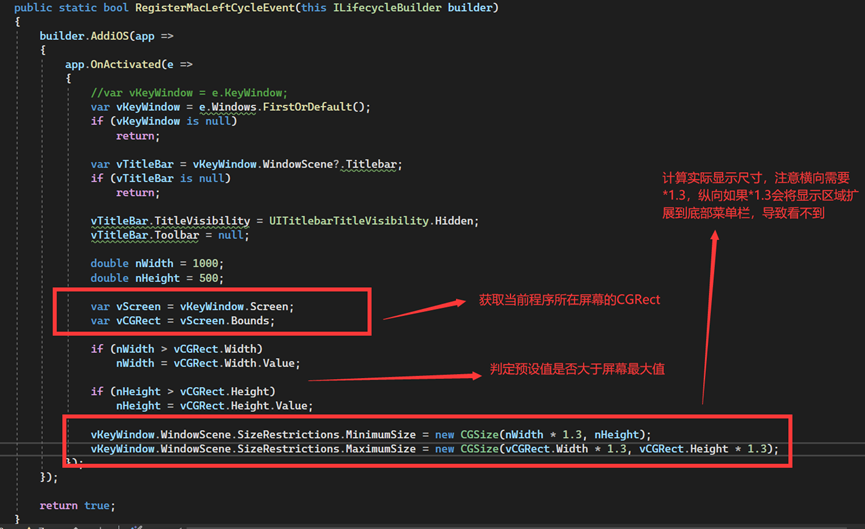 public static bool RegisterMacLeftCycleEvent(this ILifecycleBuilder builder)
{
builder.AddiOS(app =>
{
app.OnActivated(e =>
{
//var vKeyWindow = e.KeyWindow;
var vKeyWindow = e.Windows.FirstOrDefault();
if (vKeyWindow is null)
return;
var vTitleBar = vKeyWindow.WindowScene?.Titlebar;
if (vTitleBar is null)
return;
vTitleBar.TitleVisibility = UITitlebarTitleVisibility.Hidden;
vTitleBar.Toolbar = null;
double nWidth = 1000;
double nHeight = 500;
var vScreen = vKeyWindow.Screen;
var vCGRect = vScreen.Bounds;
if (nWidth > vCGRect.Width)
nWidth = vCGRect.Width.Value;
if (nHeight > vCGRect.Height)
nHeight = vCGRect.Height.Value;
vKeyWindow.WindowScene.SizeRestrictions.MinimumSize = new CGSize(nWidth * 1.3, nHeight);
vKeyWindow.WindowScene.SizeRestrictions.MaximumSize = new CGSize(vCGRect.Width * 1.3, vCGRect.Height * 1.3);
});
});
return true;
}
计算实际显示尺寸，注意横向需要
*1.3，纵向如果*1.3会将显示区域扩
展到底部菜单栏，导致看不到
获取当前程序所在屏幕的CGRect
判定预设值是否大于屏幕最大值